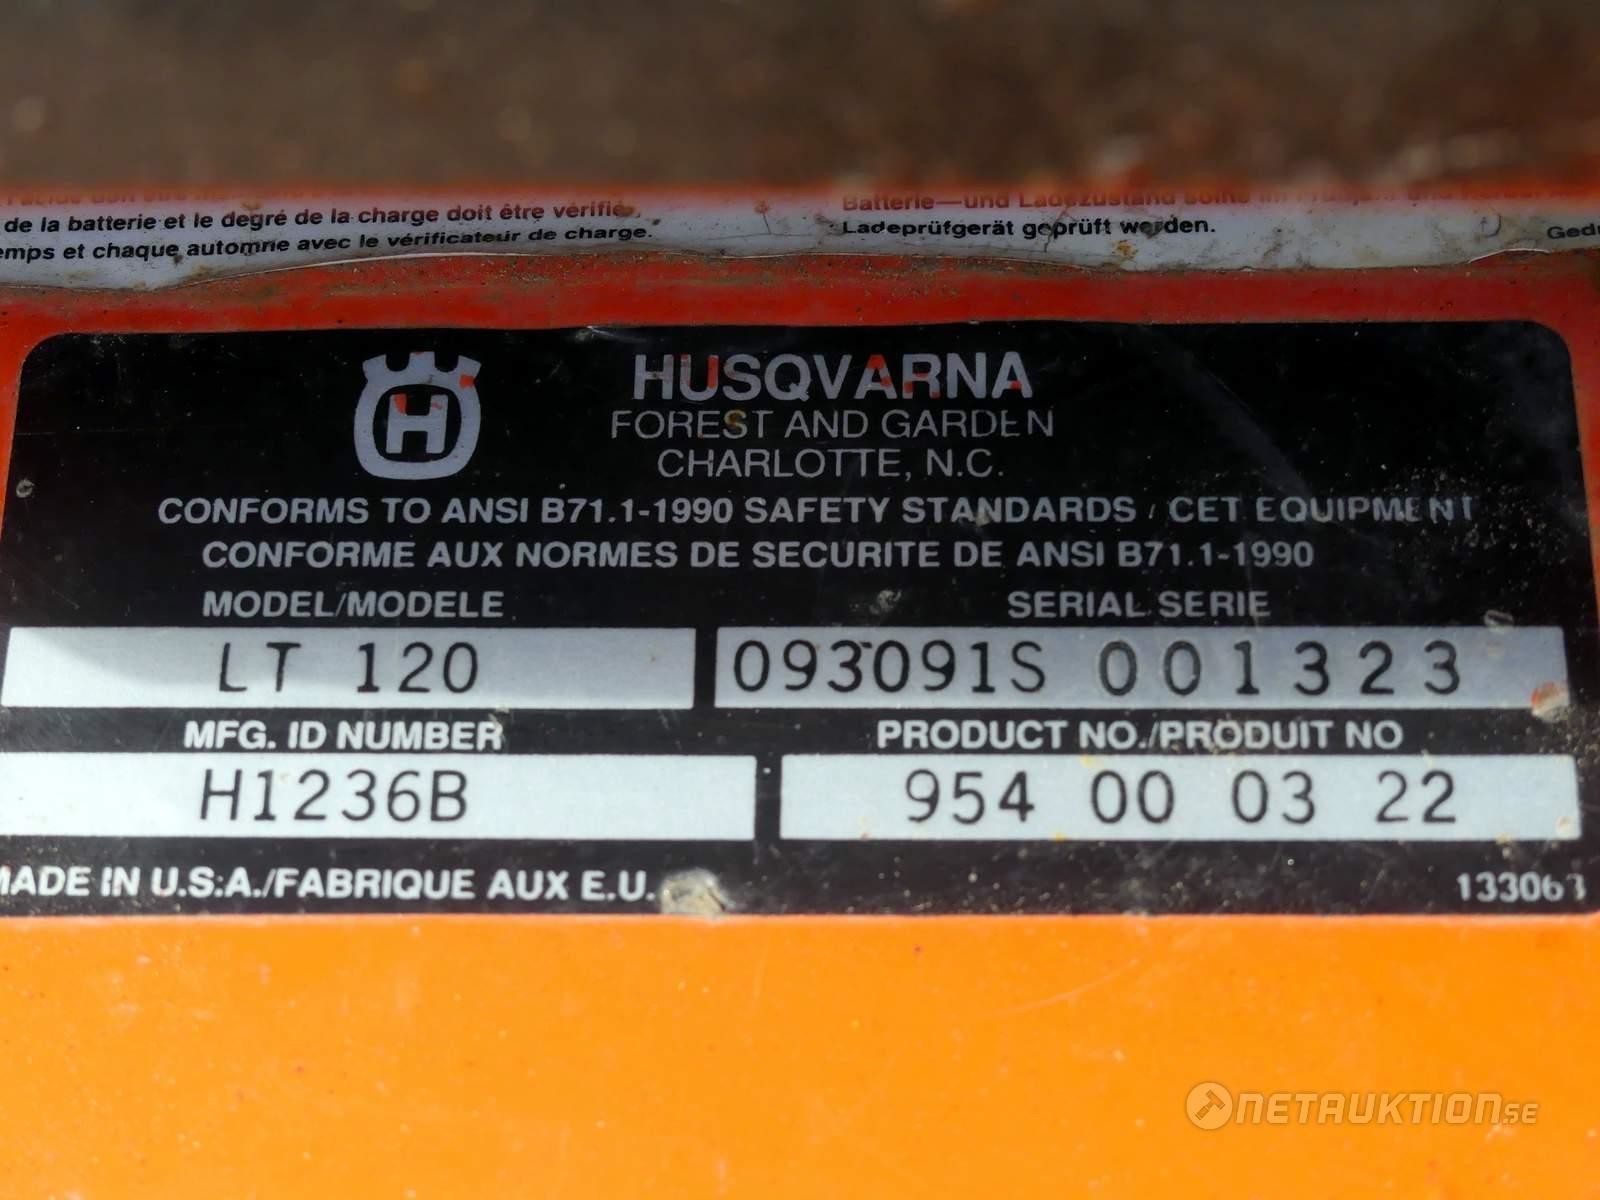 de la batterie et le degré de la charge doit être vérifié
temps et chaque automne avec le vérificateur de charge.
Batterie—und Ladezustand sollte im
Ladeprüfgerät geprüft werden.
H
HUSQVARNA
FOREST AND GARDEN
CHARLOTTE, N.C.
CONFORMS TO ANSI B71.1-1990 SAFETY STANDARDS / CET EQUIPMENT
CONFORME AUX NORMES DE SECURITE DE ANSI B71.1-1990
MODEL/MODELE
LT 120
SERIAL SERIE
093091S 001323
MFG. ID NUMBER
H1236B
PRODUCT NO./PRODUIT NO
954 00 03 22
MADE IN U.S.A./FABRIQUE AUX E.U.
133063
NETAUKTION.SE